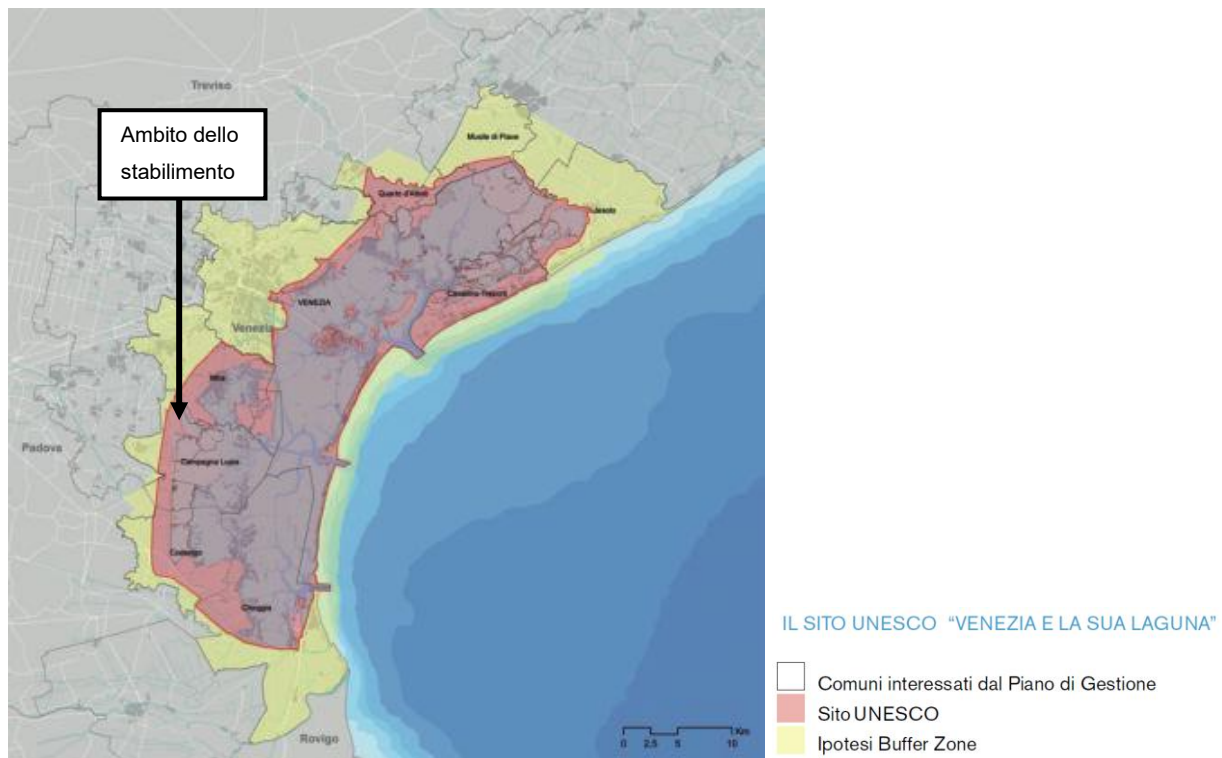 Treviso
Ambito dello
stabilimento
Musile di Piave
Quarto d'Altino
Jesolo
Cavallino-Treporti
VENEZIA
Venezia
Mira
Padova
Campagna Lupia
Codevigo
Chioggia
Rovigo
Km
0 2,5 5 10
IL SITO UNESCO "VENEZIA E LA SUA LAGUNA"
Comuni interessati dal Piano di Gestione
Sito UNESCO
Ipotesi Buffer Zone